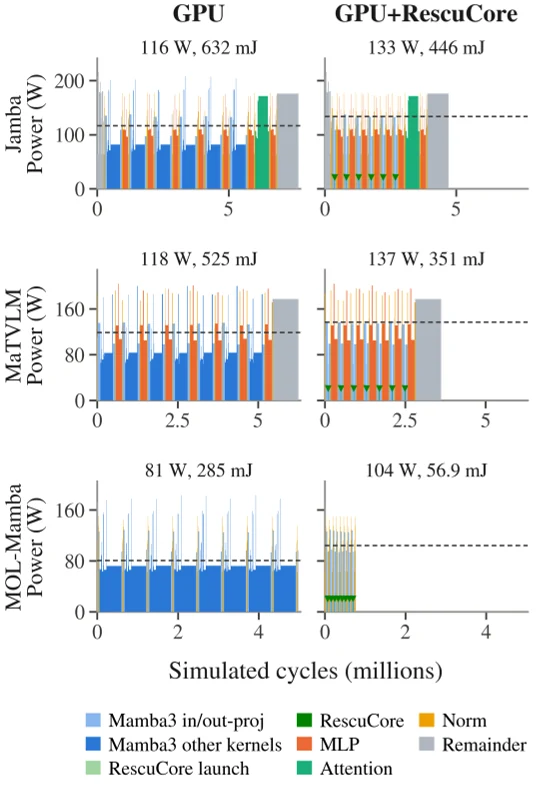 GPU
GPU+RescuCore
116 W, 632 mJ
133 W, 446 mJ
Jamba
Power (W)
200
100
0
0
5
0
5
118 W, 525 mJ
137 W, 351 mJ
MaTVLM
Power (W)
160
80
0
0
2.5
5
0
2.5
5
81 W, 285 mJ
104 W, 56.9 mJ
MOL-Mamba
Power (W)
160
80
0
0
2
4
0
2
4
Simulated cycles (millions)
Mamba3 in/out-proj
RescuCore
Norm
Mamba3 other kernels
MLP
Remainder
RescuCore launch
Attention